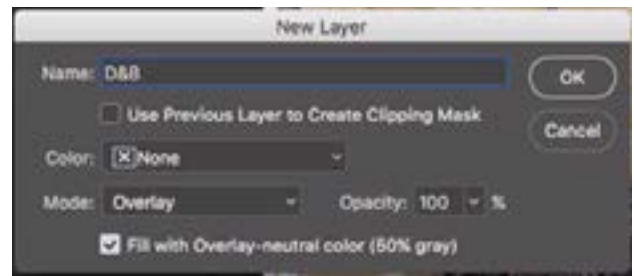 New Layer
Name: D&B
OK
Use Previous Layer to Create Clipping Mask
Cancel
Color: None
Mode: Overlay Opacity: 100 %
Fill with Overlay-neutral color (50% gray)